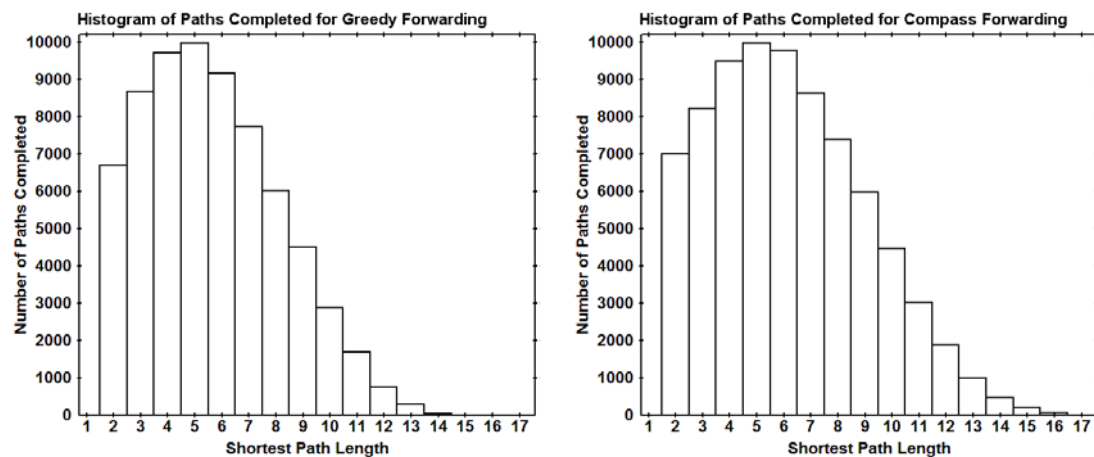 Histogram of Paths Completed for Greedy Forwarding
10000
9000
8000
7000
6000
5000
4000
3000
2000
1000
0
Number of Paths Completed
1 2 3 4 5 6 7 8 9 10 11 12 13 14 15 16 17
Shortest Path Length
Histogram of Paths Completed for Compass Forwarding
10000
9000
8000
7000
6000
5000
4000
3000
2000
1000
0
Number of Paths Completed
1 2 3 4 5 6 7 8 9 10 11 12 13 14 15 16 17
Shortest Path Length